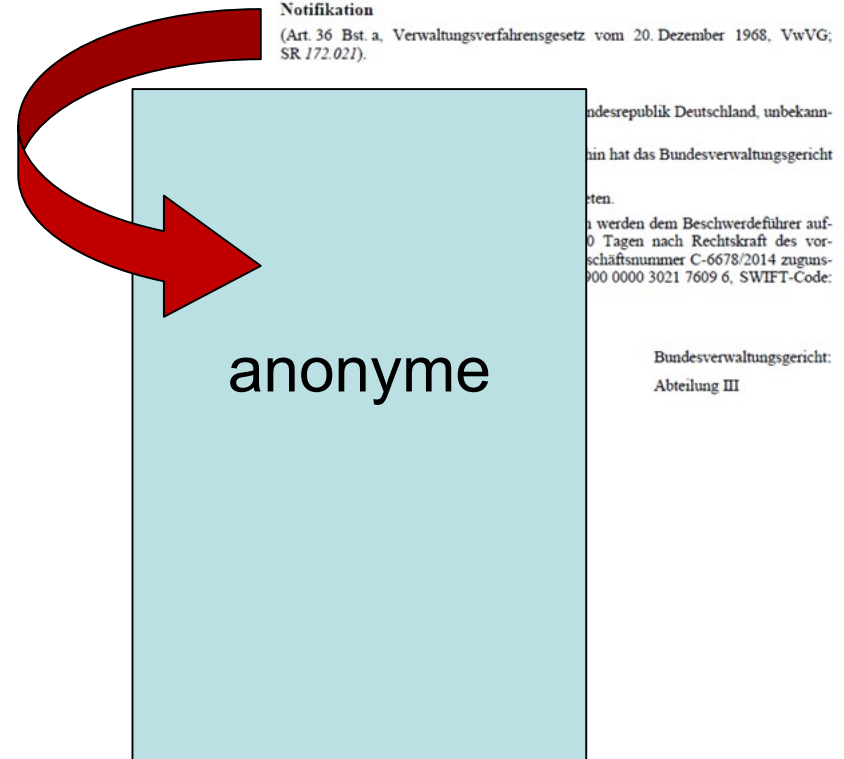 Notifikation
(Art. 36 Bst. a, Verwaltungsverfahrensgesetz vom 20. Dezember 1968, VwVG;
SR 172.021).
ndesrepublik Deutschland, unbekann-
hin hat das Bundesverwaltungsgericht
eten.
werden dem Beschwerdeführer auf-
0 Tagen nach Rechtskraft des vor-
schäftsnummer C-6678/2014 zuguns-
900 0000 3021 7609 6, SWIFT-Code:
anonyme
Bundesverwaltungsgericht:
Abteilung III